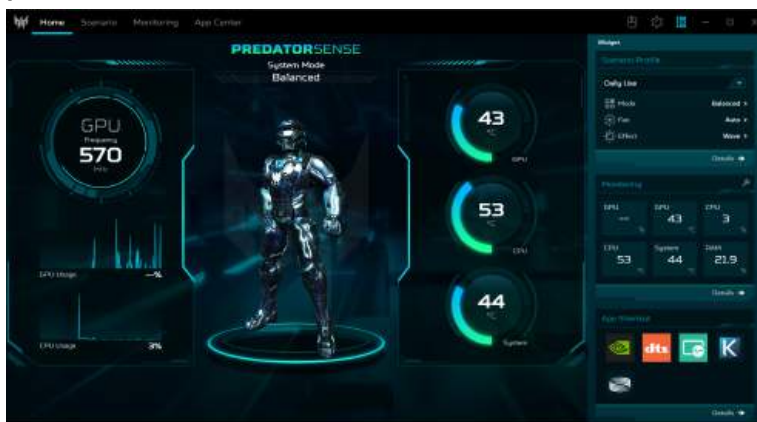 Home Scenario Monitoring App Center
PREDATORSENSE
System Mode
Balanced
GPU
Frequency
570
MHz
GPU Usage --%
CPU Usage 3%
43
°C
GPU
53
°C
CPU
44
°C
System
Widget
Scenario Profile
Daily Use
Mode Balanced >
Fan Auto >
Effect Wave >
Details
Monitoring
GPU GPU CPU
-- 43 3
% °C %
CPU System RAM
53 44 21.9
°C °C %
Details
App Shortcut
dts K
Details